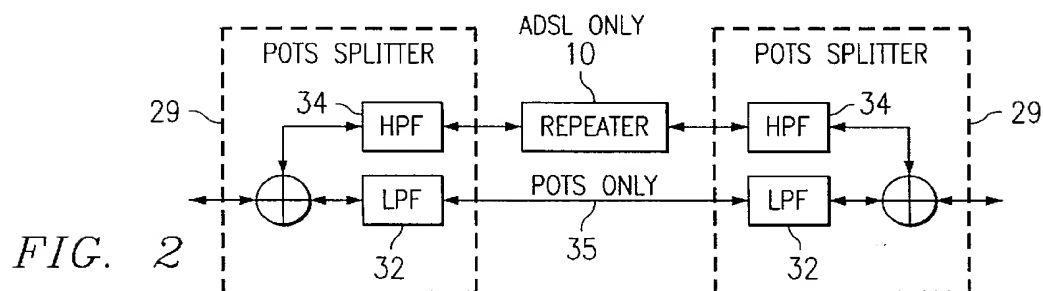 ADSL ONLY
POTS SPLITTER 10 POTS SPLITTER
29 34 34 29
HPF REPEATER HPF
POTS ONLY
LPF LPF
32 35 32
FIG. 2